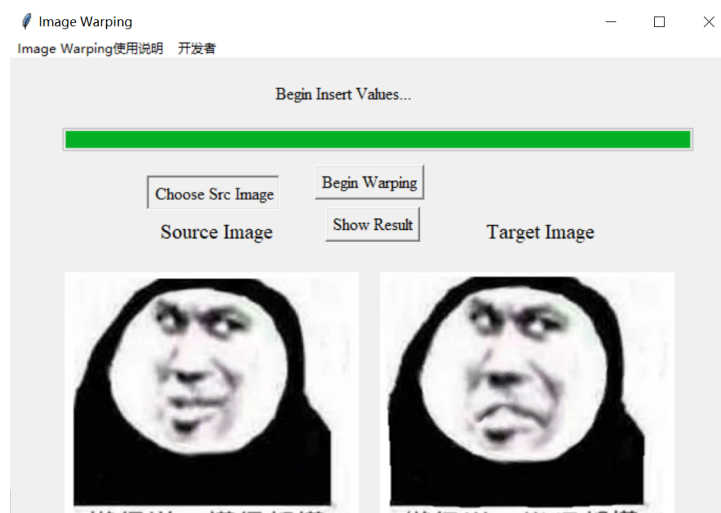 Image Warping
Image Warping使用说明 开发者
Begin Insert Values...
Choose Src Image
Begin Warping
Show Result
Source Image
Target Image